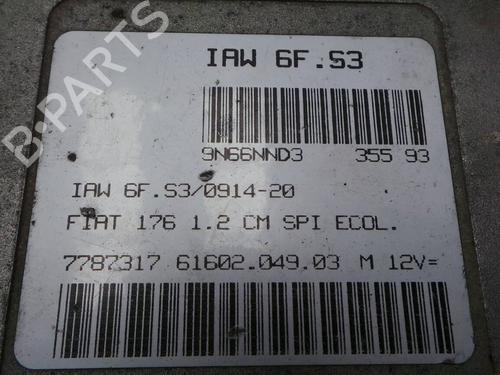 IAW 6F.S3
9N66NND3 355 93
IAW 6F.S3/0914-20
FIAT 176 1.2 CM SPI ECOL.
7787317 61602.049.03 M 12V=
B-PARTS